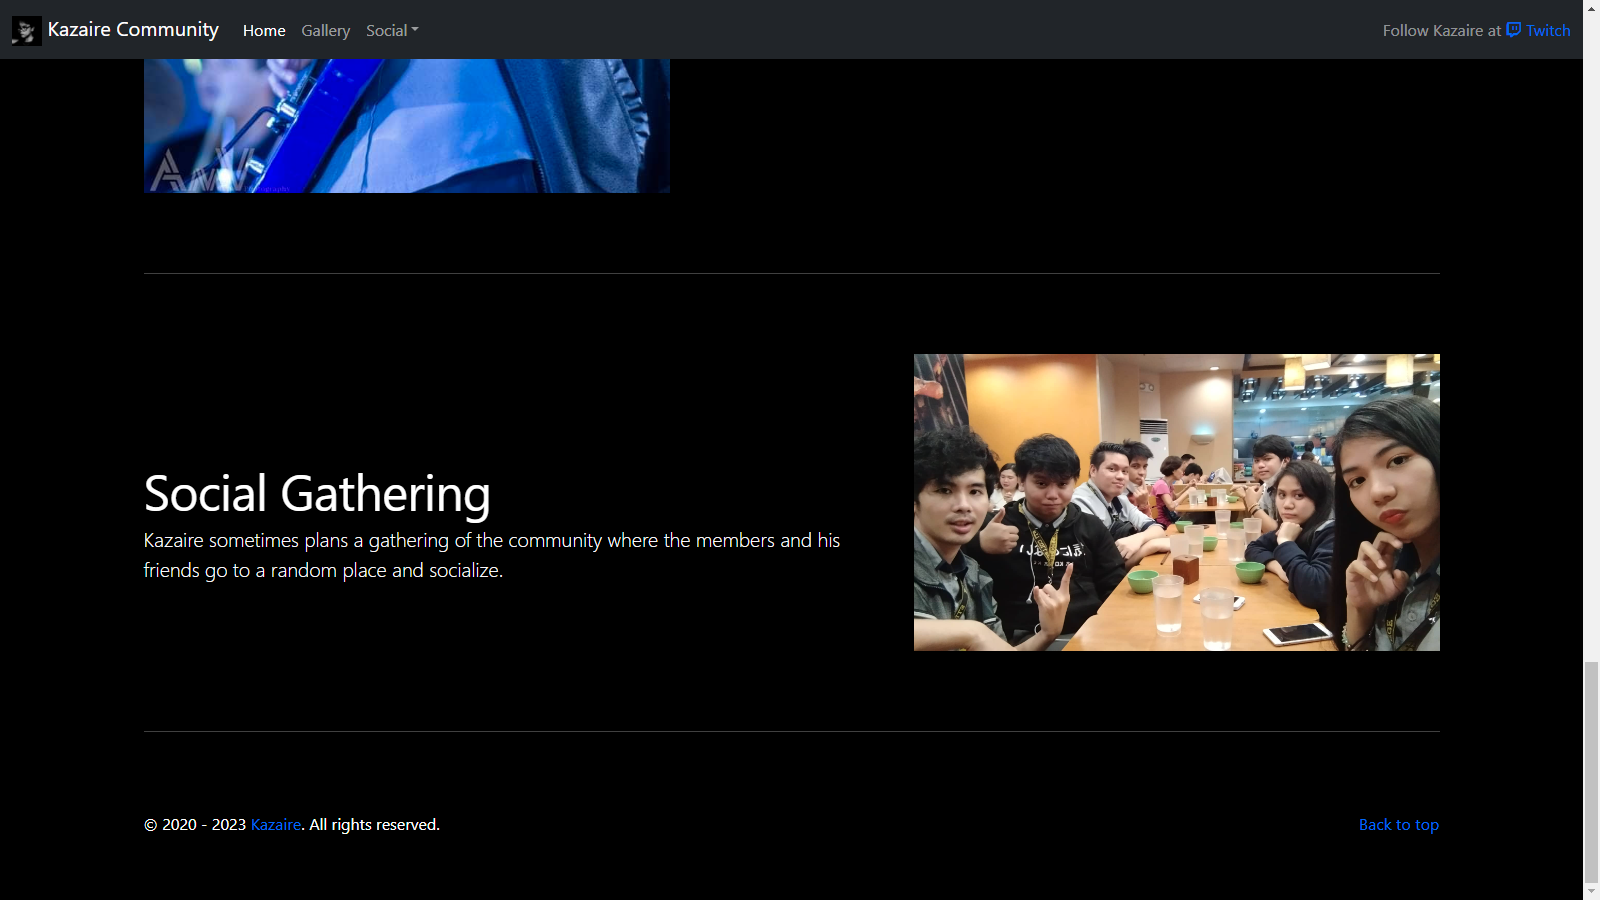 Kazaire Community
Home
Gallery
Social
Follow Kazaire at Twitch
Social Gathering
Kazaire sometimes plans a gathering of the community where the members and his
friends go to a random place and socialize.
© 2020 - 2023 Kazaire. All rights reserved.
Back to top